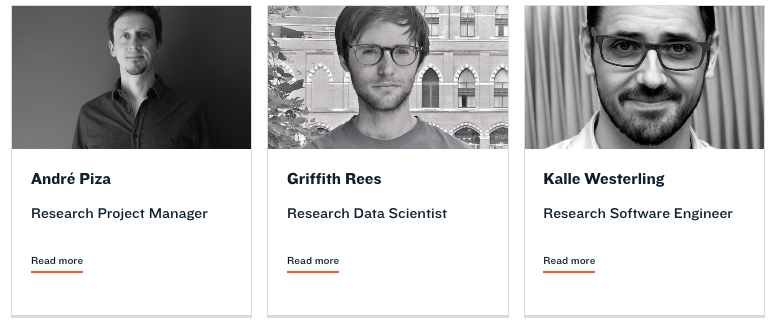 André Piza
Research Project Manager
Read more
Griffith Rees
Research Data Scientist
Read more
Kalle Westerling
Research Software Engineer
Read more